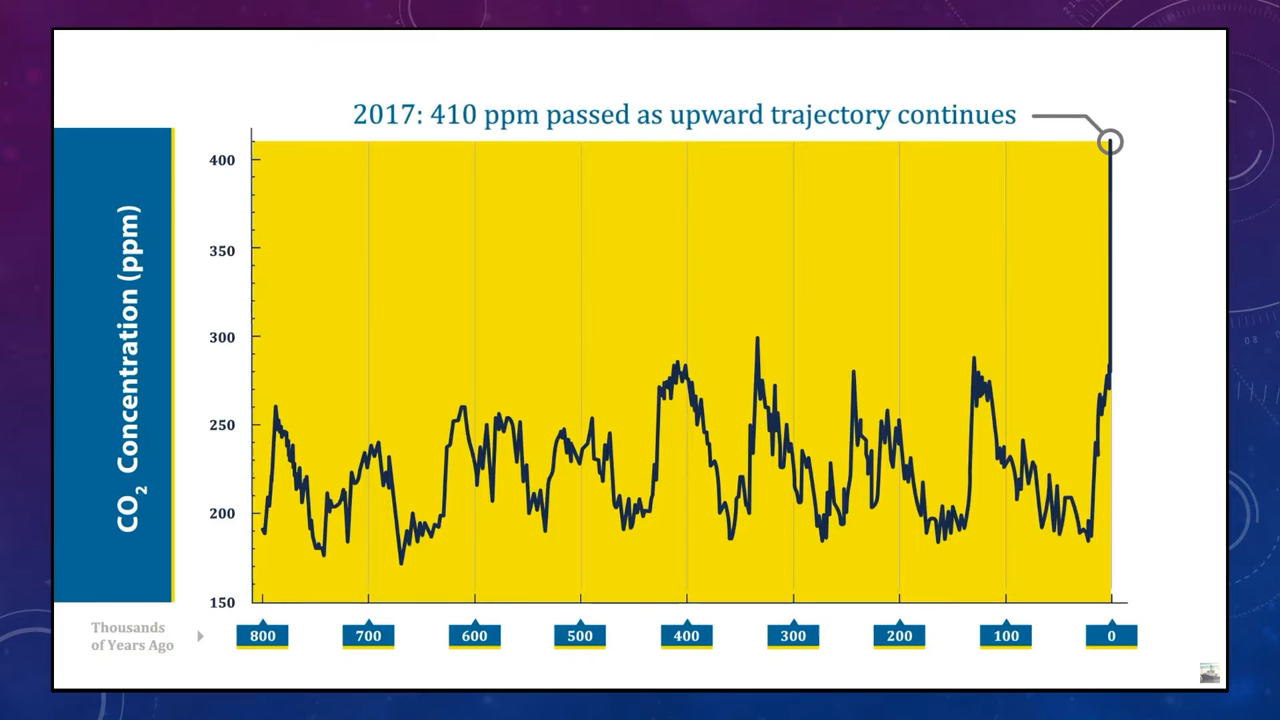 2017: 410 ppm passed as upward trajectory continues
CO₂ Concentration (ppm)
400
350
300
250
200
150
Thousands
of Years Ago
800 700 600 500 400 300 200 100 0
08